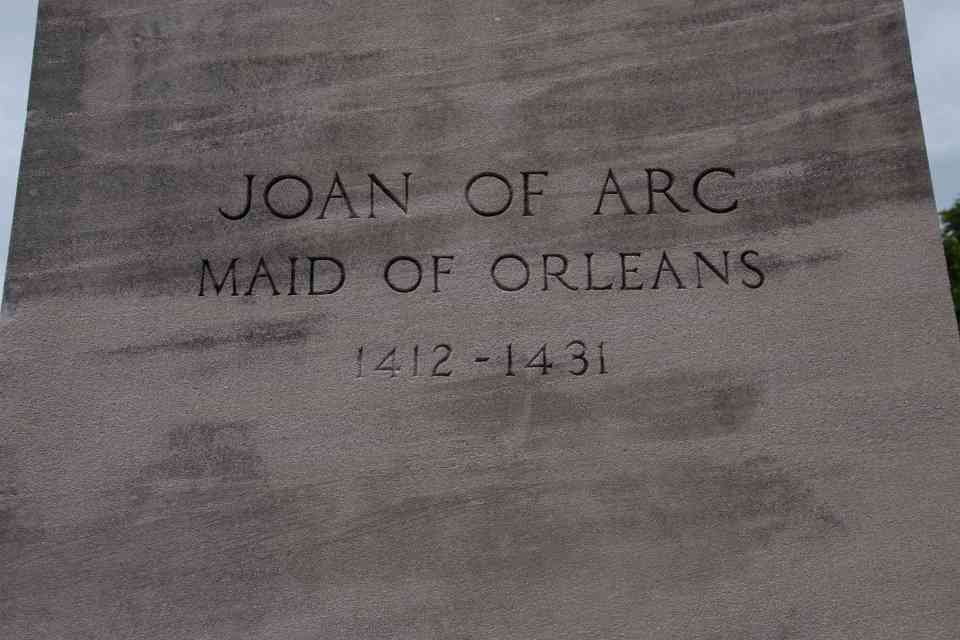 JOAN OF ARC
MAID OF ORLEANS
1412-1431